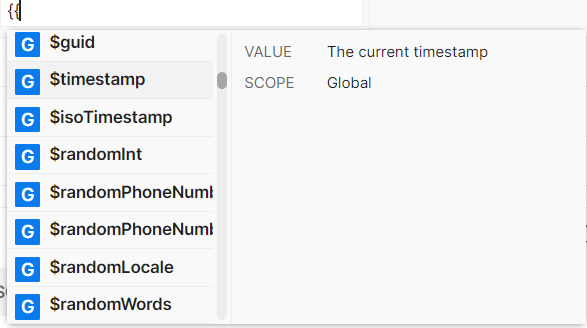 {{
G $guid
G $timestamp
G $isoTimestamp
G $randomInt
G $randomPhoneNumb
G $randomPhoneNumb
G $randomLocale
G $randomWords
VALUE The current timestamp
SCOPE Global